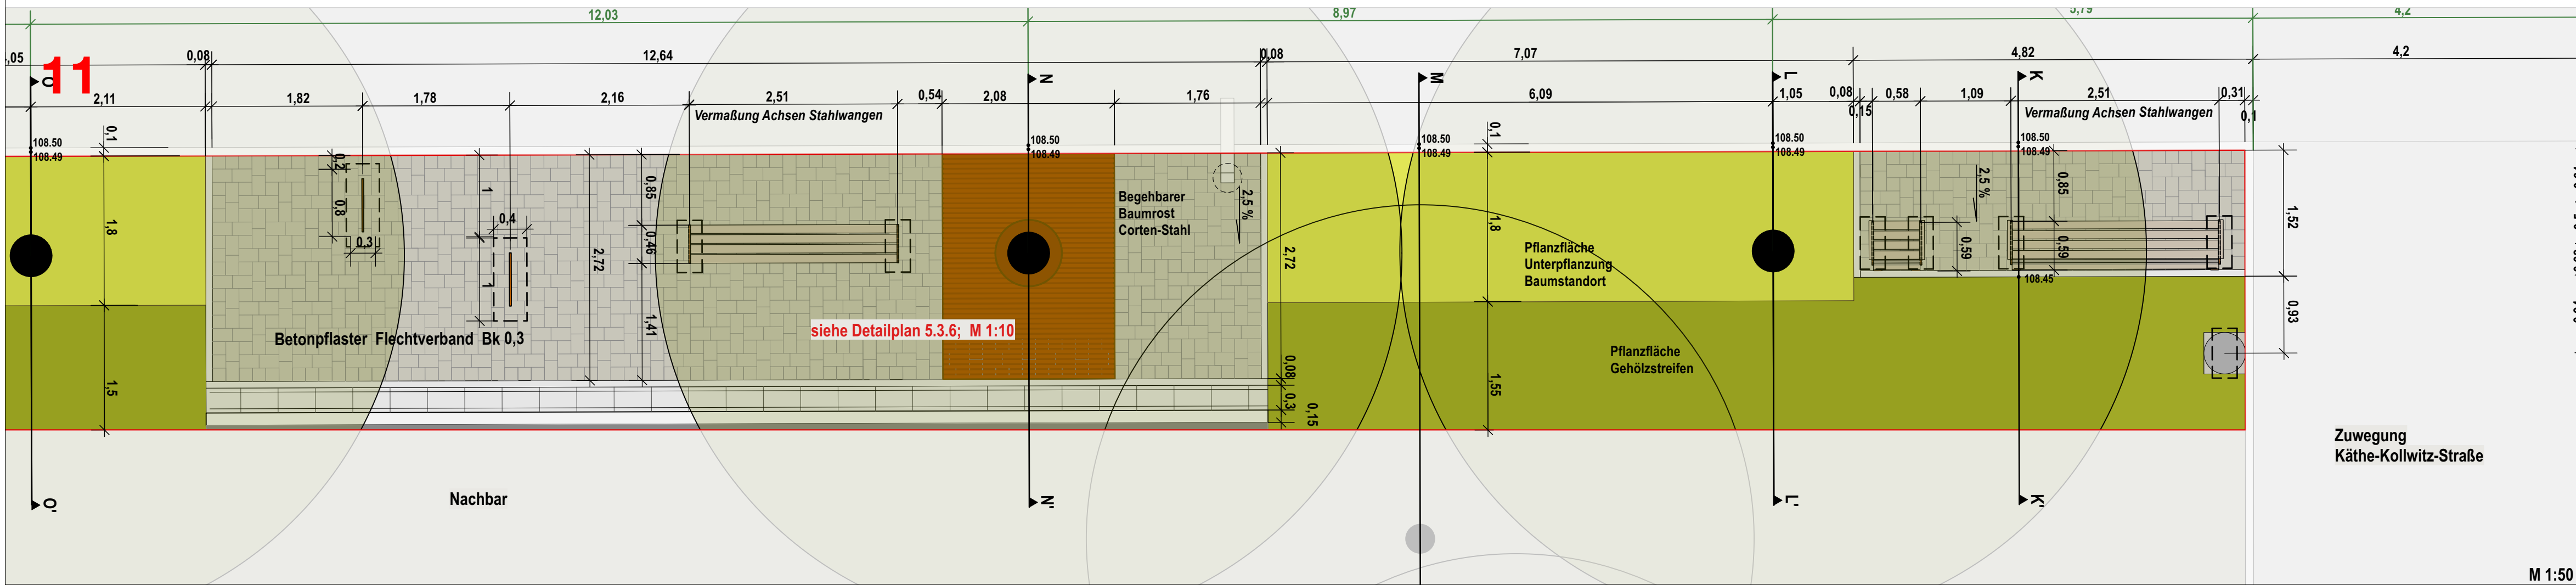 12,03
8,97
5,79
4,2
,05
0,08
12,64
0,08
7,07
4,82
4,2
11
O
N
M
L
K
2,11
1,82
1,78
2,16
2,51
0,54
2,08
1,76
6,09
1,05
0,08
0,15
0,58
1,09
2,51
0,31
0,1
Vermaßung Achsen Stahlwangen
Vermaßung Achsen Stahlwangen
0,1
108.50
108.49
108.50
108.49
108.50
108.49
0,1
108.50
108.49
108.50
108.49
0,2
0,8
0,3
1
0,4
1
2,72
0,85
0,46
1,41
1,8
1,5
Begehbarer
Baumrost
Corten-Stahl
2,5 %
2,72
0,08
0,3
0,15
1,8
1,55
Pflanzfläche
Unterpflanzung
Baumstandort
2,5 %
0,85
0,59
0,59
108.45
1,52
0,93
Betonpflaster Flechtverband Bk 0,3
siehe Detailplan 5.3.6; M 1:10
Pflanzfläche
Gehölzstreifen
Zuwegung
Käthe-Kollwitz-Straße
Nachbar
O'
N'
L'
K'
M 1:50